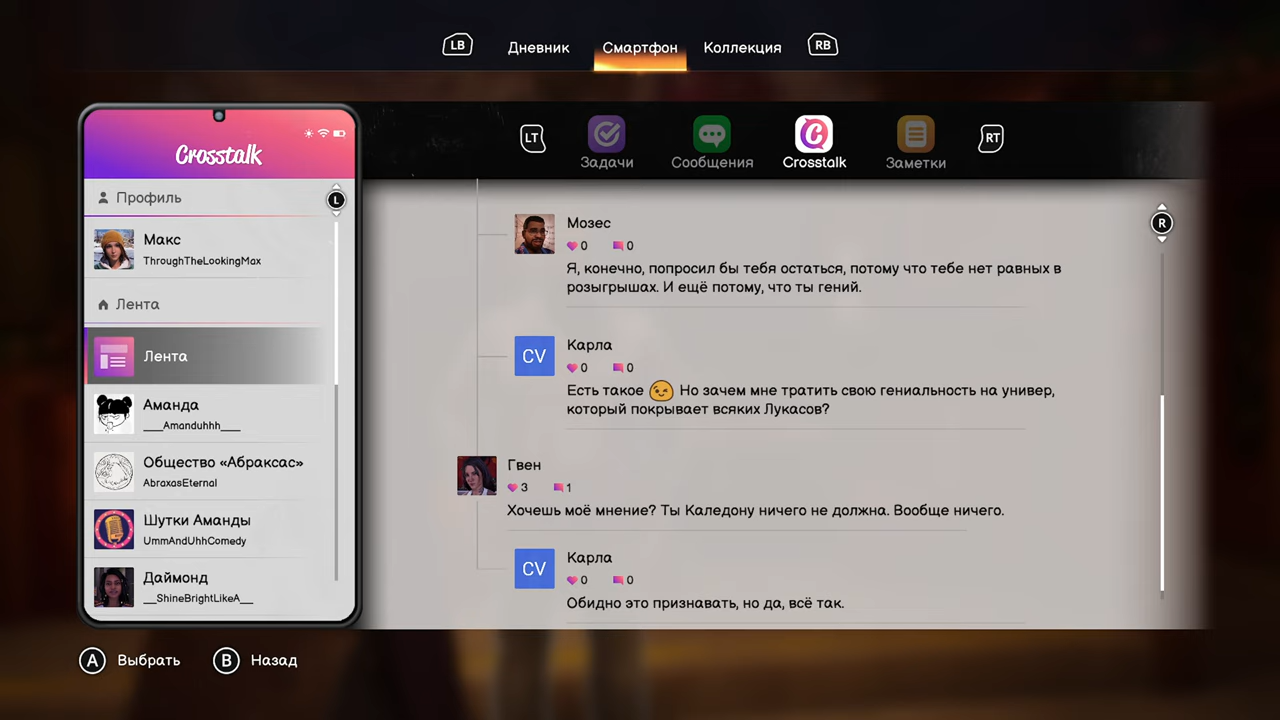 LB
Дневник
Смартфон
Коллекция
RB
Crosstalk
Профиль
L
Макс
ThroughTheLookingMax
Лента
Лента
Аманда
___Amanduhhh___
Общество «Абраксас»
AbraxasEternal
Шутки Аманды
UmmAndUhhComedy
Даймонд
__ShineBrightLikeA__
LT
Задачи
Сообщения
Crosstalk
Заметки
RT
R
Мозес
0 0
Я, конечно, попросил бы тебя остаться, потому что тебе нет равных в
розыгрышах. И ещё потому, что ты гений.
CV
Карла
0 0
Есть такое 😉 Но зачем мне тратить свою гениальность на универ,
который покрывает всяких Лукасов?
Гвен
3 1
Хочешь моё мнение? Ты Каледону ничего не должна. Вообще ничего.
CV
Карла
0 0
Обидно это признавать, но да, всё так.
A Выбрать
B Назад